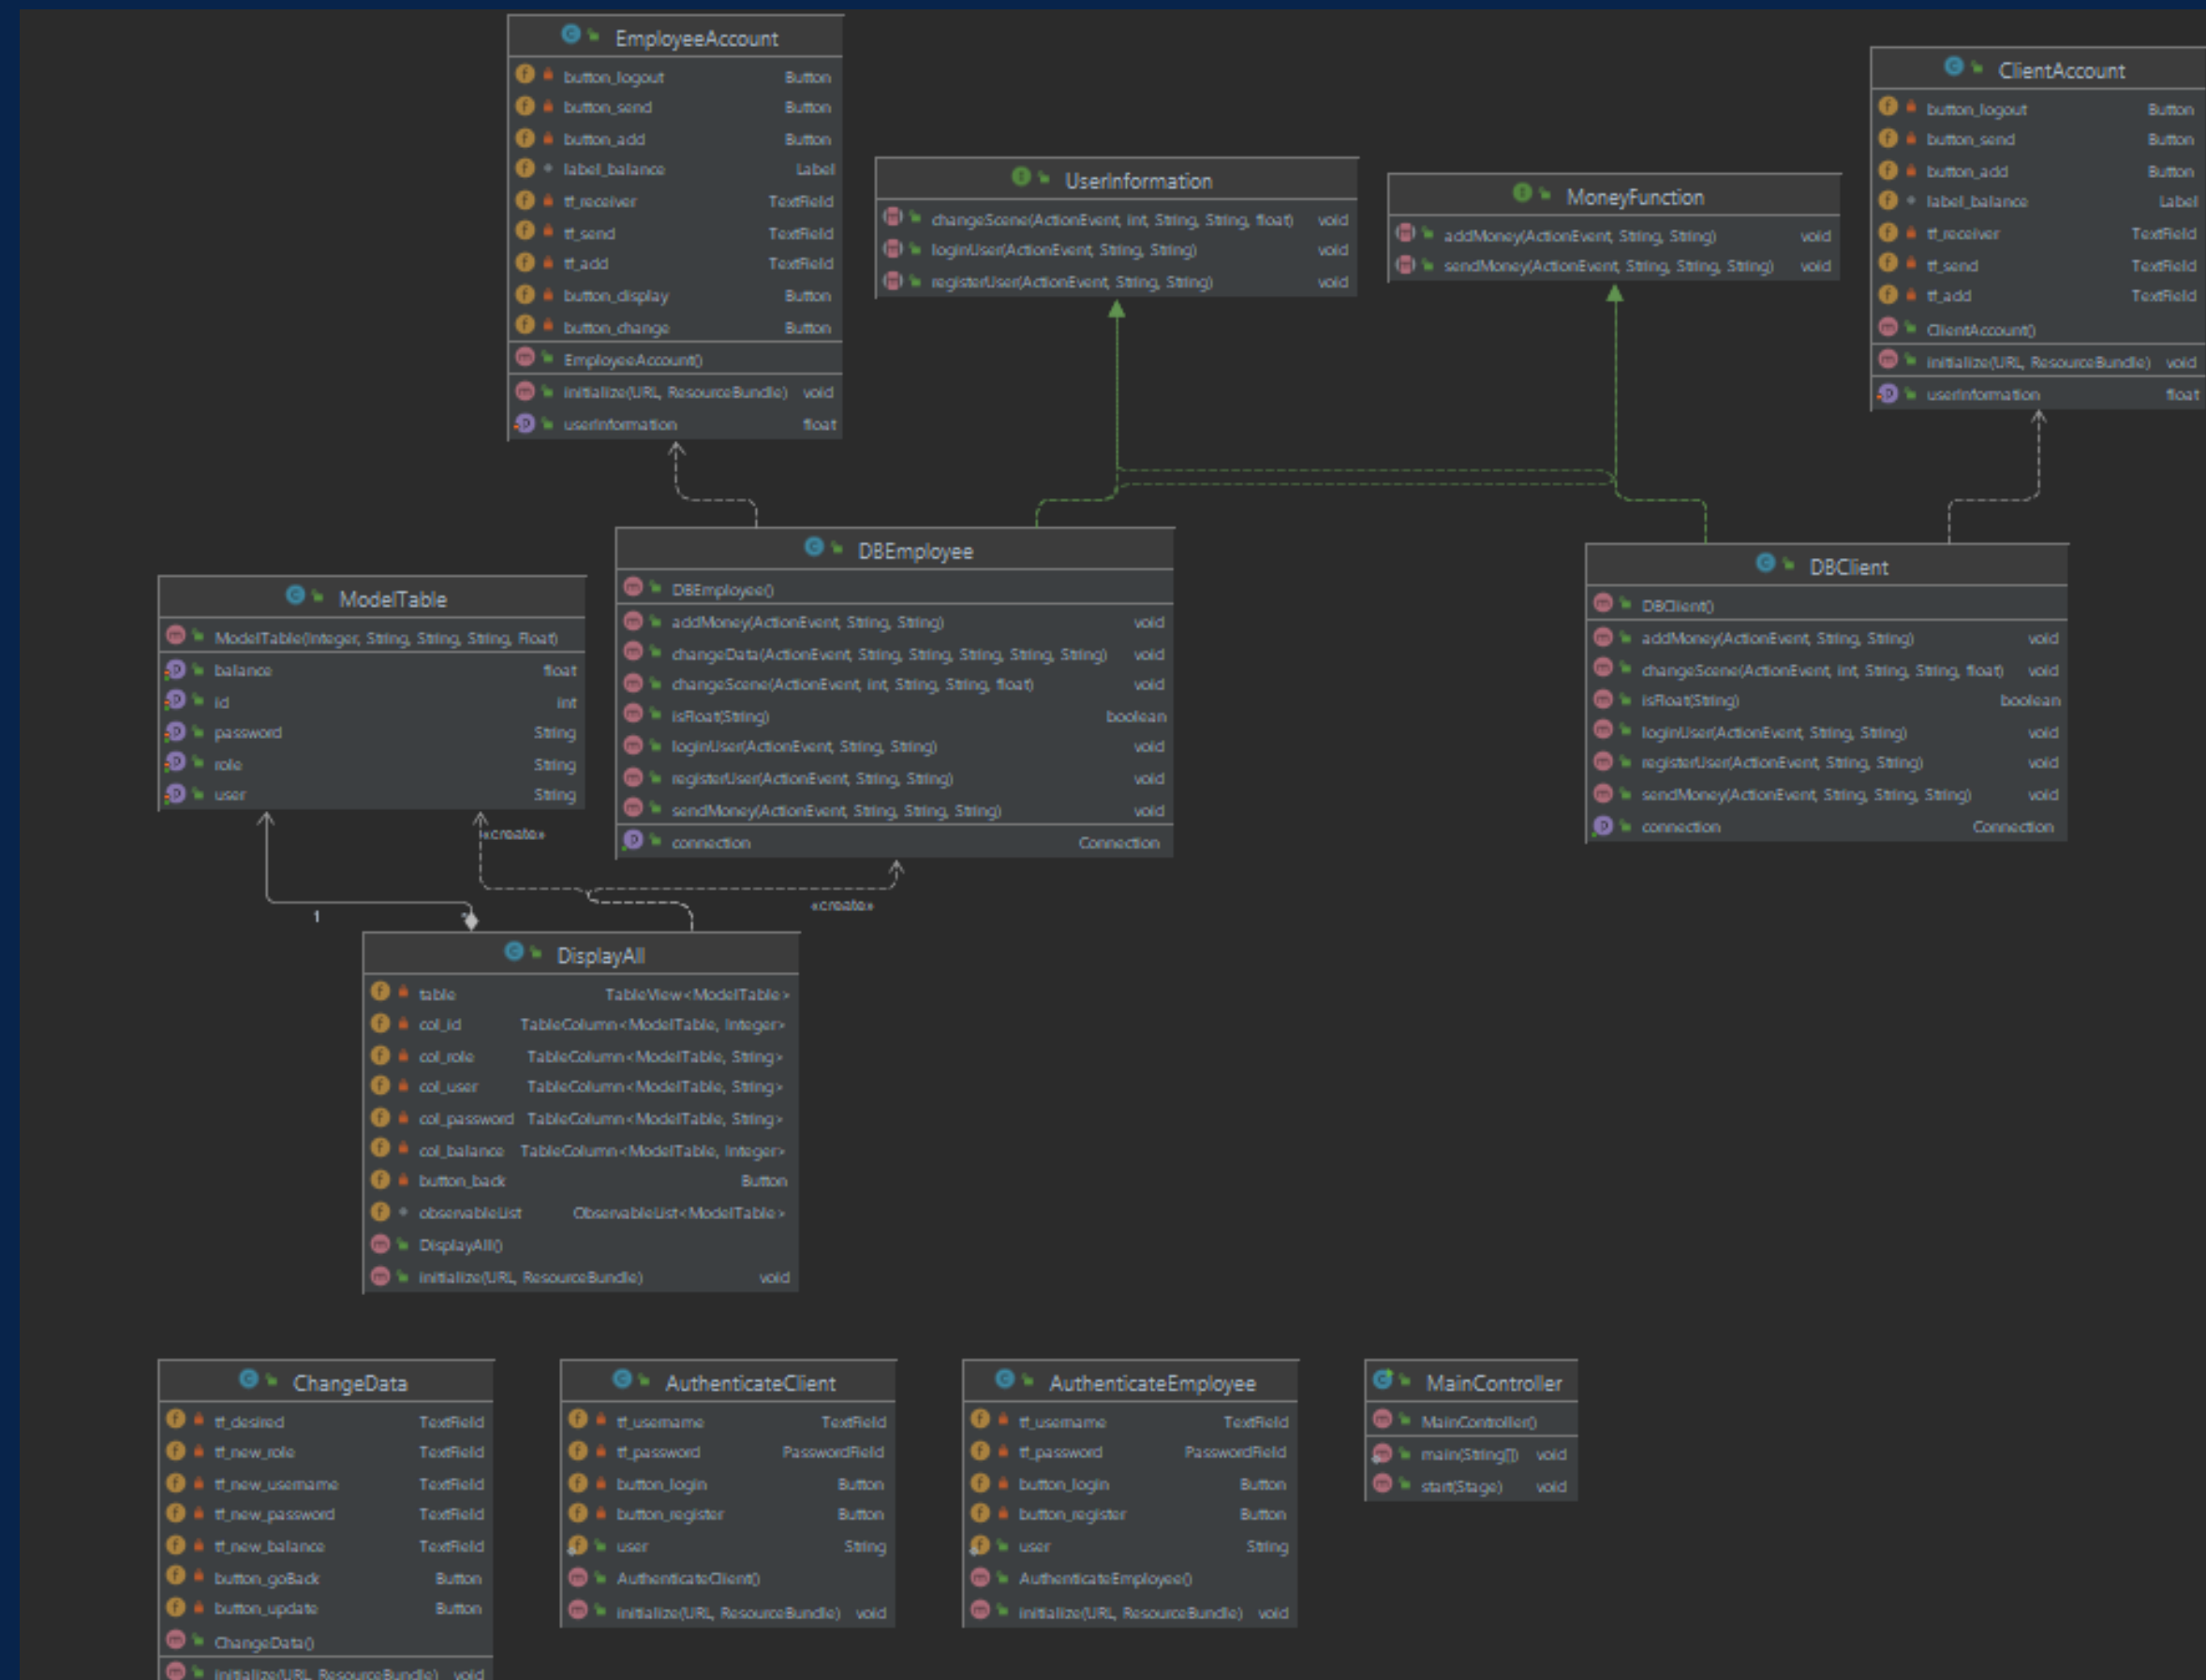 EmployeeAccount
button_logout Button
button_send Button
button_add Button
label_balance Label
tf_receiver TextField
tf_send TextField
tf_add TextField
button_display Button
button_change Button
EmployeeAccount()
initialize(URL, ResourceBundle) void
userInformation float
UserInformation
changeScene(ActionEvent, int, String, String, float) void
loginUser(ActionEvent, String, String) void
registerUser(ActionEvent, String, String) void
MoneyFunction
addMoney(ActionEvent, String, String) void
sendMoney(ActionEvent, String, String, String) void
ClientAccount
button_logout Button
button_send Button
button_add Button
label_balance Label
tf_receiver TextField
tf_send TextField
tf_add TextField
ClientAccount()
initialize(URL, ResourceBundle) void
userInformation float
ModelTable
ModelTable(Integer, String, String, String, Float)
balance float
id int
password String
role String
user String
DBEmployee
DBEmployee()
addMoney(ActionEvent, String, String) void
changeData(ActionEvent, String, String, String, String, String) void
changeScene(ActionEvent, int, String, String, float) void
isFloat(String) boolean
loginUser(ActionEvent, String, String) void
registerUser(ActionEvent, String, String) void
sendMoney(ActionEvent, String, String, String) void
connection Connection
DBClient
DBClient()
addMoney(ActionEvent, String, String) void
changeScene(ActionEvent, int, String, String, float) void
isFloat(String) boolean
loginUser(ActionEvent, String, String) void
registerUser(ActionEvent, String, String) void
sendMoney(ActionEvent, String, String, String) void
connection Connection
«create»
«create»
1
DisplayAll
table TableView<ModelTable>
col_id TableColumn<ModelTable, Integer>
col_role TableColumn<ModelTable, String>
col_user TableColumn<ModelTable, String>
col_password TableColumn<ModelTable, String>
col_balance TableColumn<ModelTable, Integer>
button_back Button
observableList ObservableList<ModelTable>
DisplayAll()
initialize(URL, ResourceBundle) void
ChangeData
tf_desired TextField
tf_new_role TextField
tf_new_username TextField
tf_new_password TextField
tf_new_balance TextField
button_goBack Button
button_update Button
ChangeData()
initialize(URL, ResourceBundle) void
AuthenticateClient
tf_username TextField
tf_password PasswordField
button_login Button
button_register Button
user String
AuthenticateClient()
initialize(URL, ResourceBundle) void
AuthenticateEmployee
tf_username TextField
tf_password PasswordField
button_login Button
button_register Button
user String
AuthenticateEmployee()
initialize(URL, ResourceBundle) void
MainController
MainController()
main(String[]) void
start(Stage) void